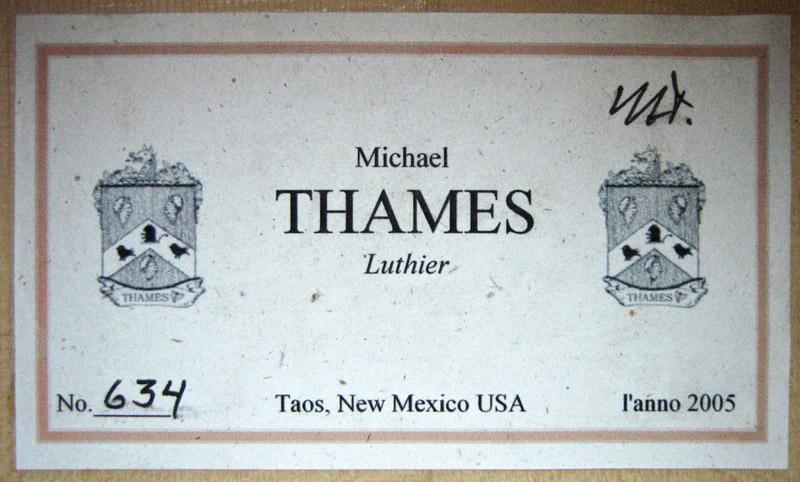 Michael
THAMES
Luthier
THAMES
THAMES
No. 634
Taos, New Mexico USA
l'anno 2005